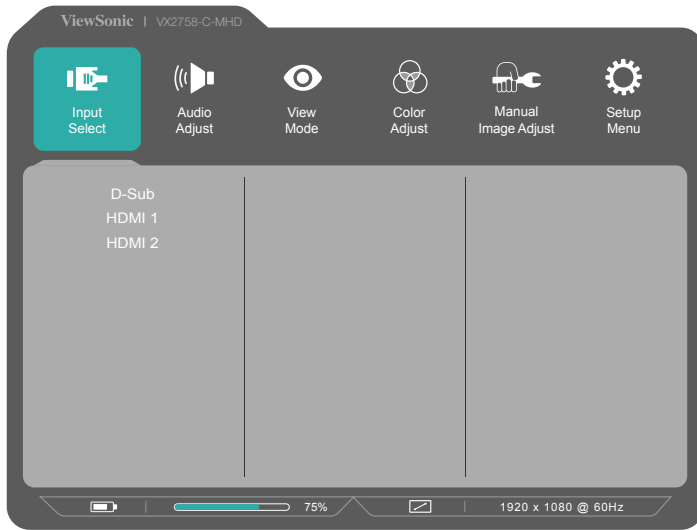 ViewSonic | VX2758-C-MHD
Input
Select
Audio
Adjust
View
Mode
Color
Adjust
Manual
Image Adjust
Setup
Menu
D-Sub
HDMI 1
HDMI 2
75%
1920 x 1080 @ 60Hz